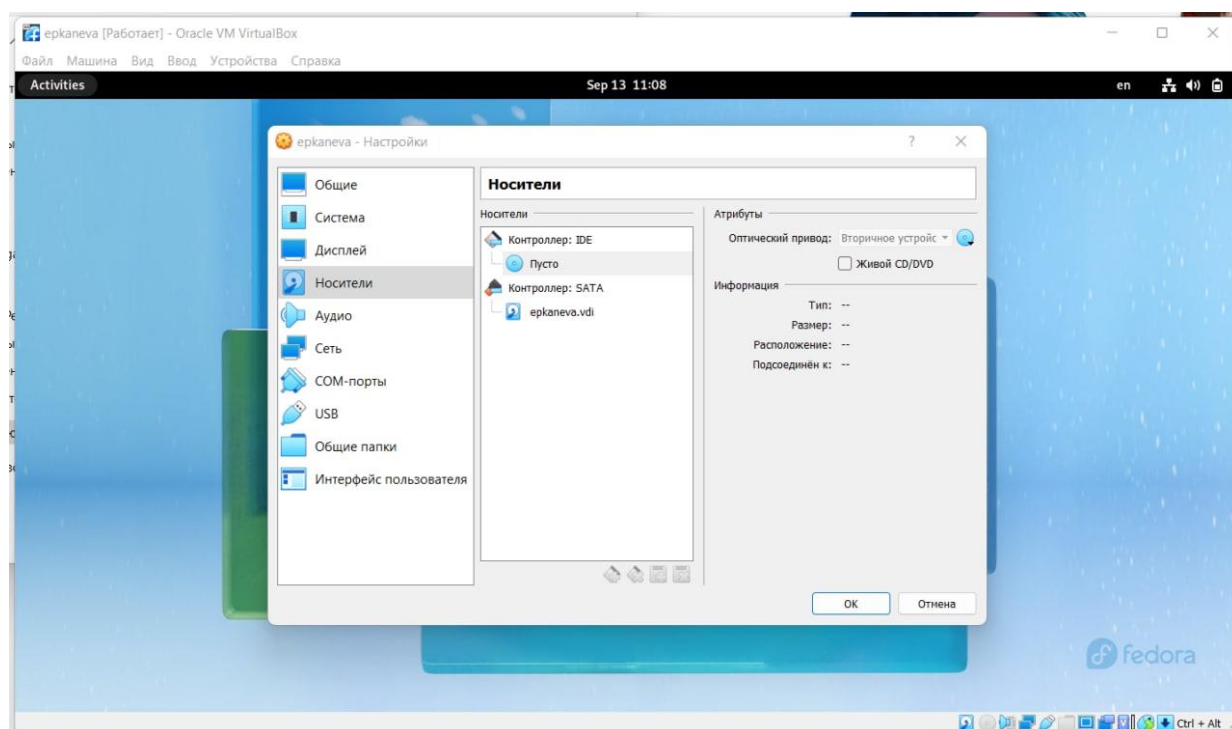 epkaneva [Работает] - Oracle VM VirtualBox
Файл Машина Вид Ввод Устройства Справка
Activities
Sep 13 11:08
en
epkaneva - Настройки
?
Общие
Система
Дисплей
Носители
Аудио
Сеть
COM-порты
USB
Общие папки
Интерфейс пользователя
Носители
Носители
Контроллер: IDE
Пусто
Контроллер: SATA
epkaneva.vdi
Атрибуты
Оптический привод: Вторичное устройс
Живой CD/DVD
Информация
Тип: --
Размер: --
Расположение: --
Подсоединён к: --
OK Отмена
fedora
Ctrl + Alt